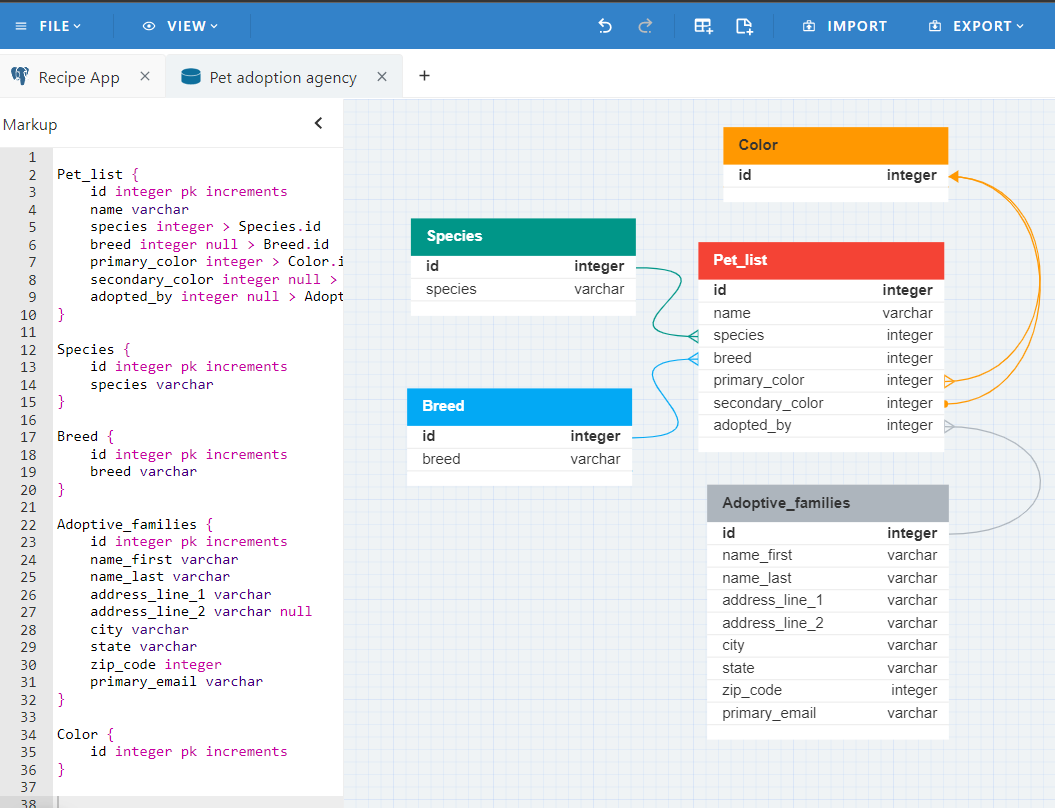 FILE
VIEW
IMPORT
EXPORT
Recipe App
Pet adoption agency
Markup
1
2 Pet_list {
3 id integer pk increments
4 name varchar
5 species integer > Species.id
6 breed integer null > Breed.id
7 primary_color integer > Color.i
8 secondary_color integer null >
9 adopted_by integer null > Adopt
10 }
11
12 Species {
13 id integer pk increments
14 species varchar
15 }
16
17 Breed {
18 id integer pk increments
19 breed varchar
20 }
21
22 Adoptive_families {
23 id integer pk increments
24 name_first varchar
25 name_last varchar
26 address_line_1 varchar
27 address_line_2 varchar null
28 city varchar
29 state varchar
30 zip_code integer
31 primary_email varchar
32 }
33
34 Color {
35 id integer pk increments
36 }
37
38
Color
id integer
Species
id integer
species varchar
Pet_list
id integer
name varchar
species integer
breed integer
primary_color integer
secondary_color integer
adopted_by integer
Breed
id integer
breed varchar
Adoptive_families
id integer
name_first varchar
name_last varchar
address_line_1 varchar
address_line_2 varchar
city varchar
state varchar
zip_code integer
primary_email varchar